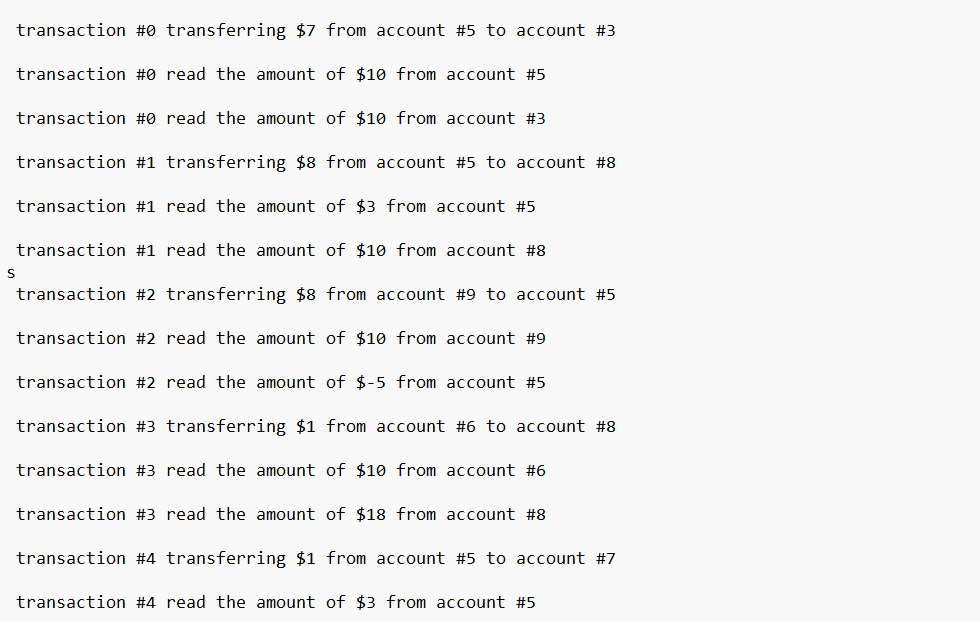 transaction #0 transferring $7 from account #5 to account #3
transaction #0 read the amount of $10 from account #5
transaction #0 read the amount of $10 from account #3
transaction #1 transferring $8 from account #5 to account #8
transaction #1 read the amount of $3 from account #5
transaction #1 read the amount of $10 from account #8
s
transaction #2 transferring $8 from account #9 to account #5
transaction #2 read the amount of $10 from account #9
transaction #2 read the amount of $-5 from account #5
transaction #3 transferring $1 from account #6 to account #8
transaction #3 read the amount of $10 from account #6
transaction #3 read the amount of $18 from account #8
transaction #4 transferring $1 from account #5 to account #7
transaction #4 read the amount of $3 from account #5